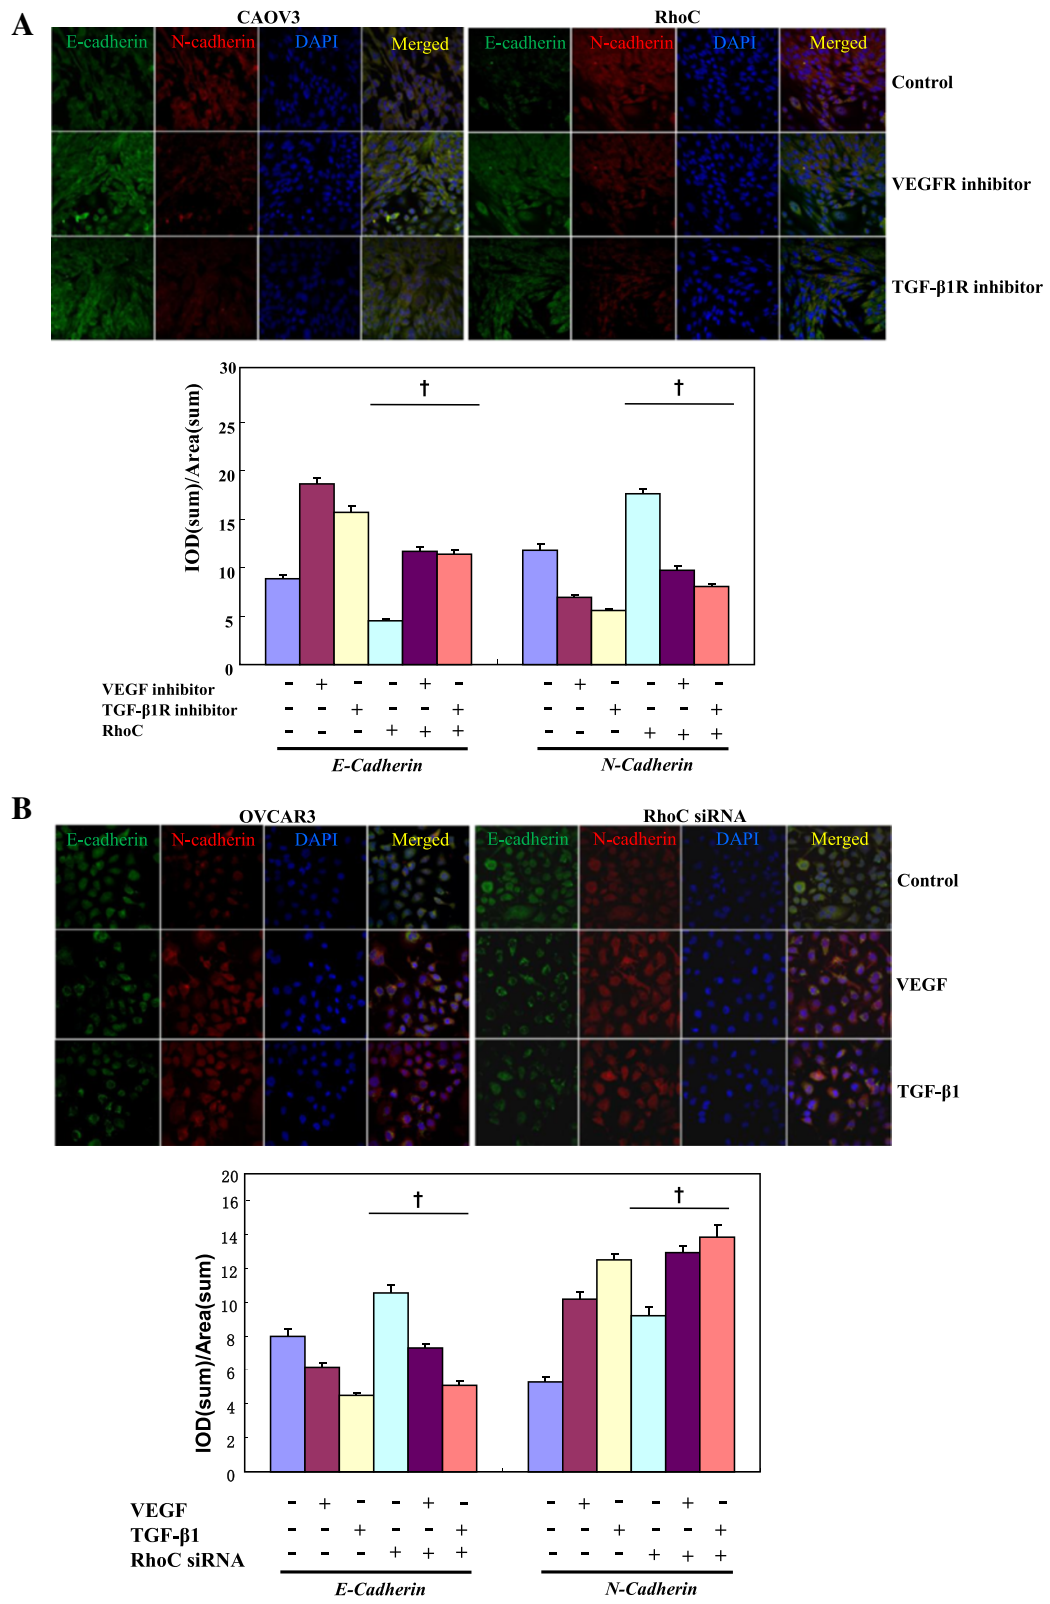 A
CAOV3 RhoC
E-cadherin N-cadherin DAPI Merged E-cadherin N-cadherin DAPI Merged
Control
VEGFR inhibitor
TGF-β1R inhibitor
IOD(sum)/Area(sum)
30
25
20
15
10
5
0
† †
VEGF inhibitor - + - - + - - + - - + -
TGF-β1R inhibitor - - + - - + - - + - - +
RhoC - - - + + + - - - + + +
E-Cadherin N-Cadherin
B
OVCAR3 RhoC siRNA
E-cadherin N-cadherin DAPI Merged E-cadherin N-cadherin DAPI Merged
Control
VEGF
TGF-β1
IOD(sum)/Area(sum)
20
16
14
12
10
8
6
4
2
0
† †
VEGF - + - - + - - + - - + -
TGF-β1 - - + - - + - - + - - +
RhoC siRNA - - - + + + - - - + + +
E-Cadherin N-Cadherin